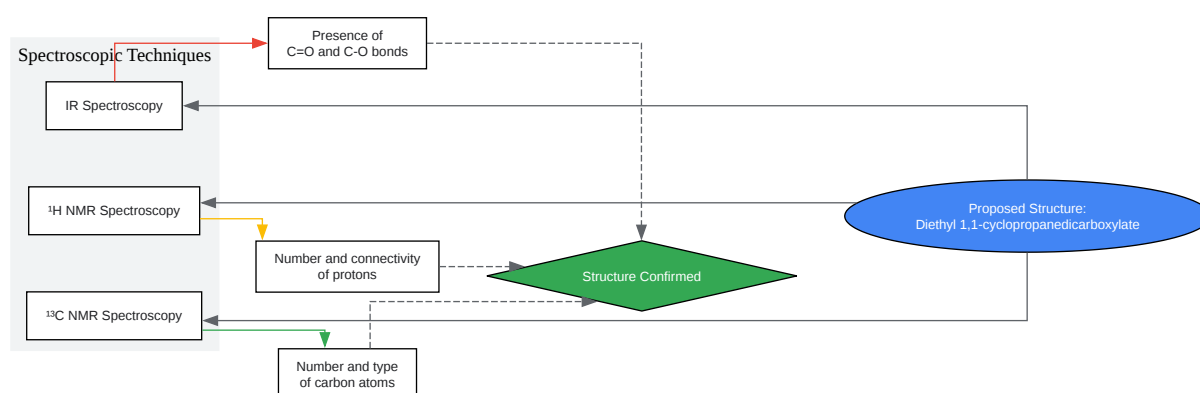 Presence of
C=O and C-O bonds
Spectroscopic Techniques
IR Spectroscopy
¹H NMR Spectroscopy
Proposed Structure:
Diethyl 1,1-cyclopropanedicarboxylate
Number and connectivity
of protons
Structure Confirmed
¹³C NMR Spectroscopy
Number and type
of carbon atoms